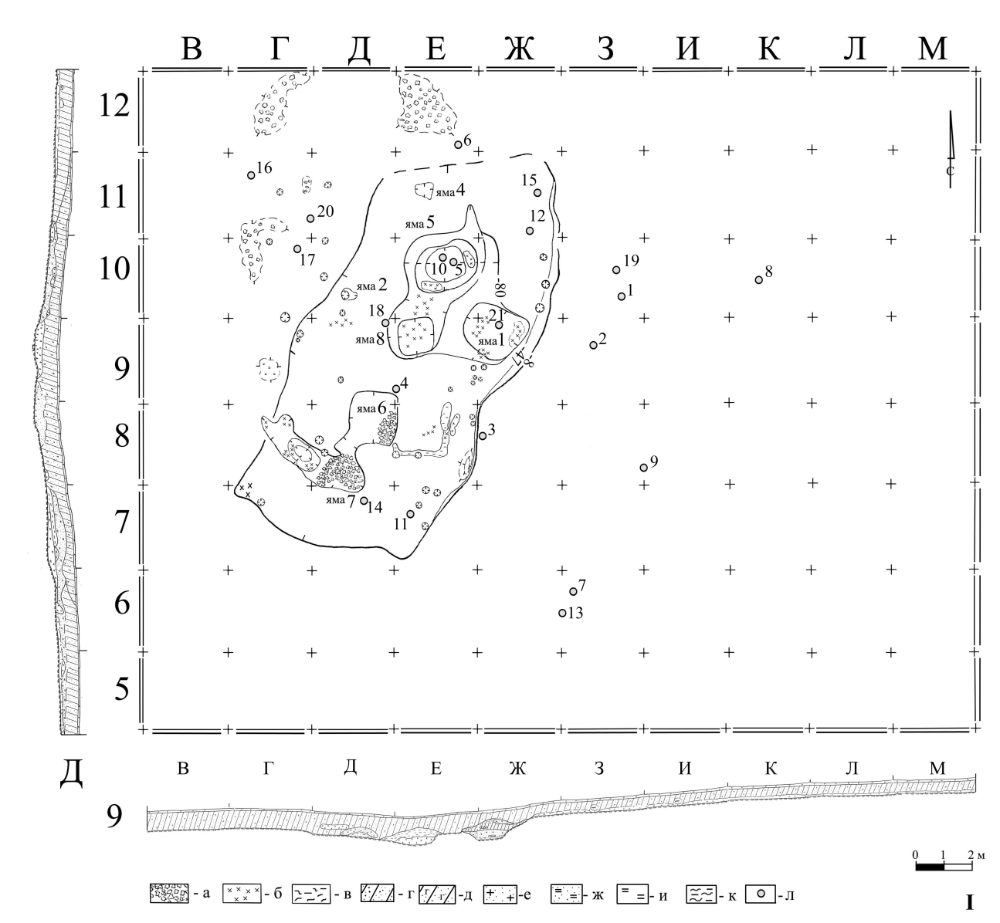 В Г Д Е Ж З И К Л М
12
6
16
11
15
яма 4
20
12
яма 5
17
10
10 5
19
8
-80
1
яма 2
18
21
яма 8
яма 1
2
-84
-47
9
4
яма 6
8
3
9
яма 7
14
7
11
7
6
13
5
С
Д
В Г Д Е Ж З И К Л М
9
0 1 2 м
- а - б - в - г - д - е - ж - и - к - л
I